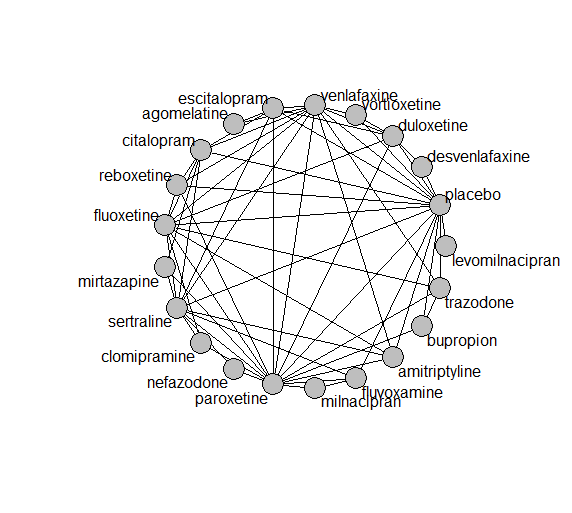 venlafaxine
escitalopram
vortioxetine
agomelatine
duloxetine
citalopram
desvenlafaxine
reboxetine
placebo
fluoxetine
levomilnacipran
mirtazapine
trazodone
sertraline
bupropion
clomipramine
amitriptyline
nefazodone
fluvoxamine
paroxetine
milnacipran